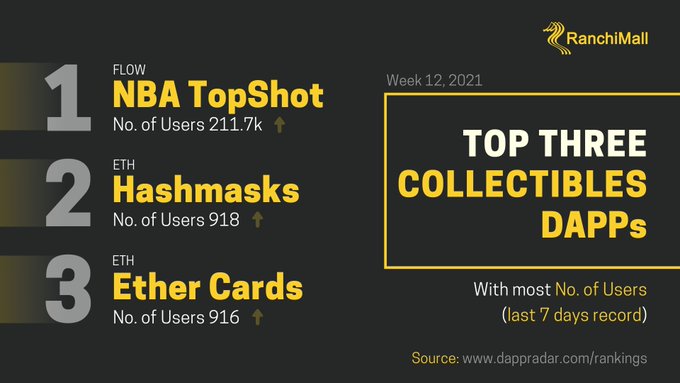 RanchiMall
Week 12, 2021
TOP THREE
COLLECTIBLES
DAPPs
With most No. of Users
(last 7 days record)
1
FLOW
NBA TopShot
No. of Users 211.7k
2
ETH
Hashmasks
No. of Users 918
3
ETH
Ether Cards
No. of Users 916
Source: www.dappradar.com/rankings